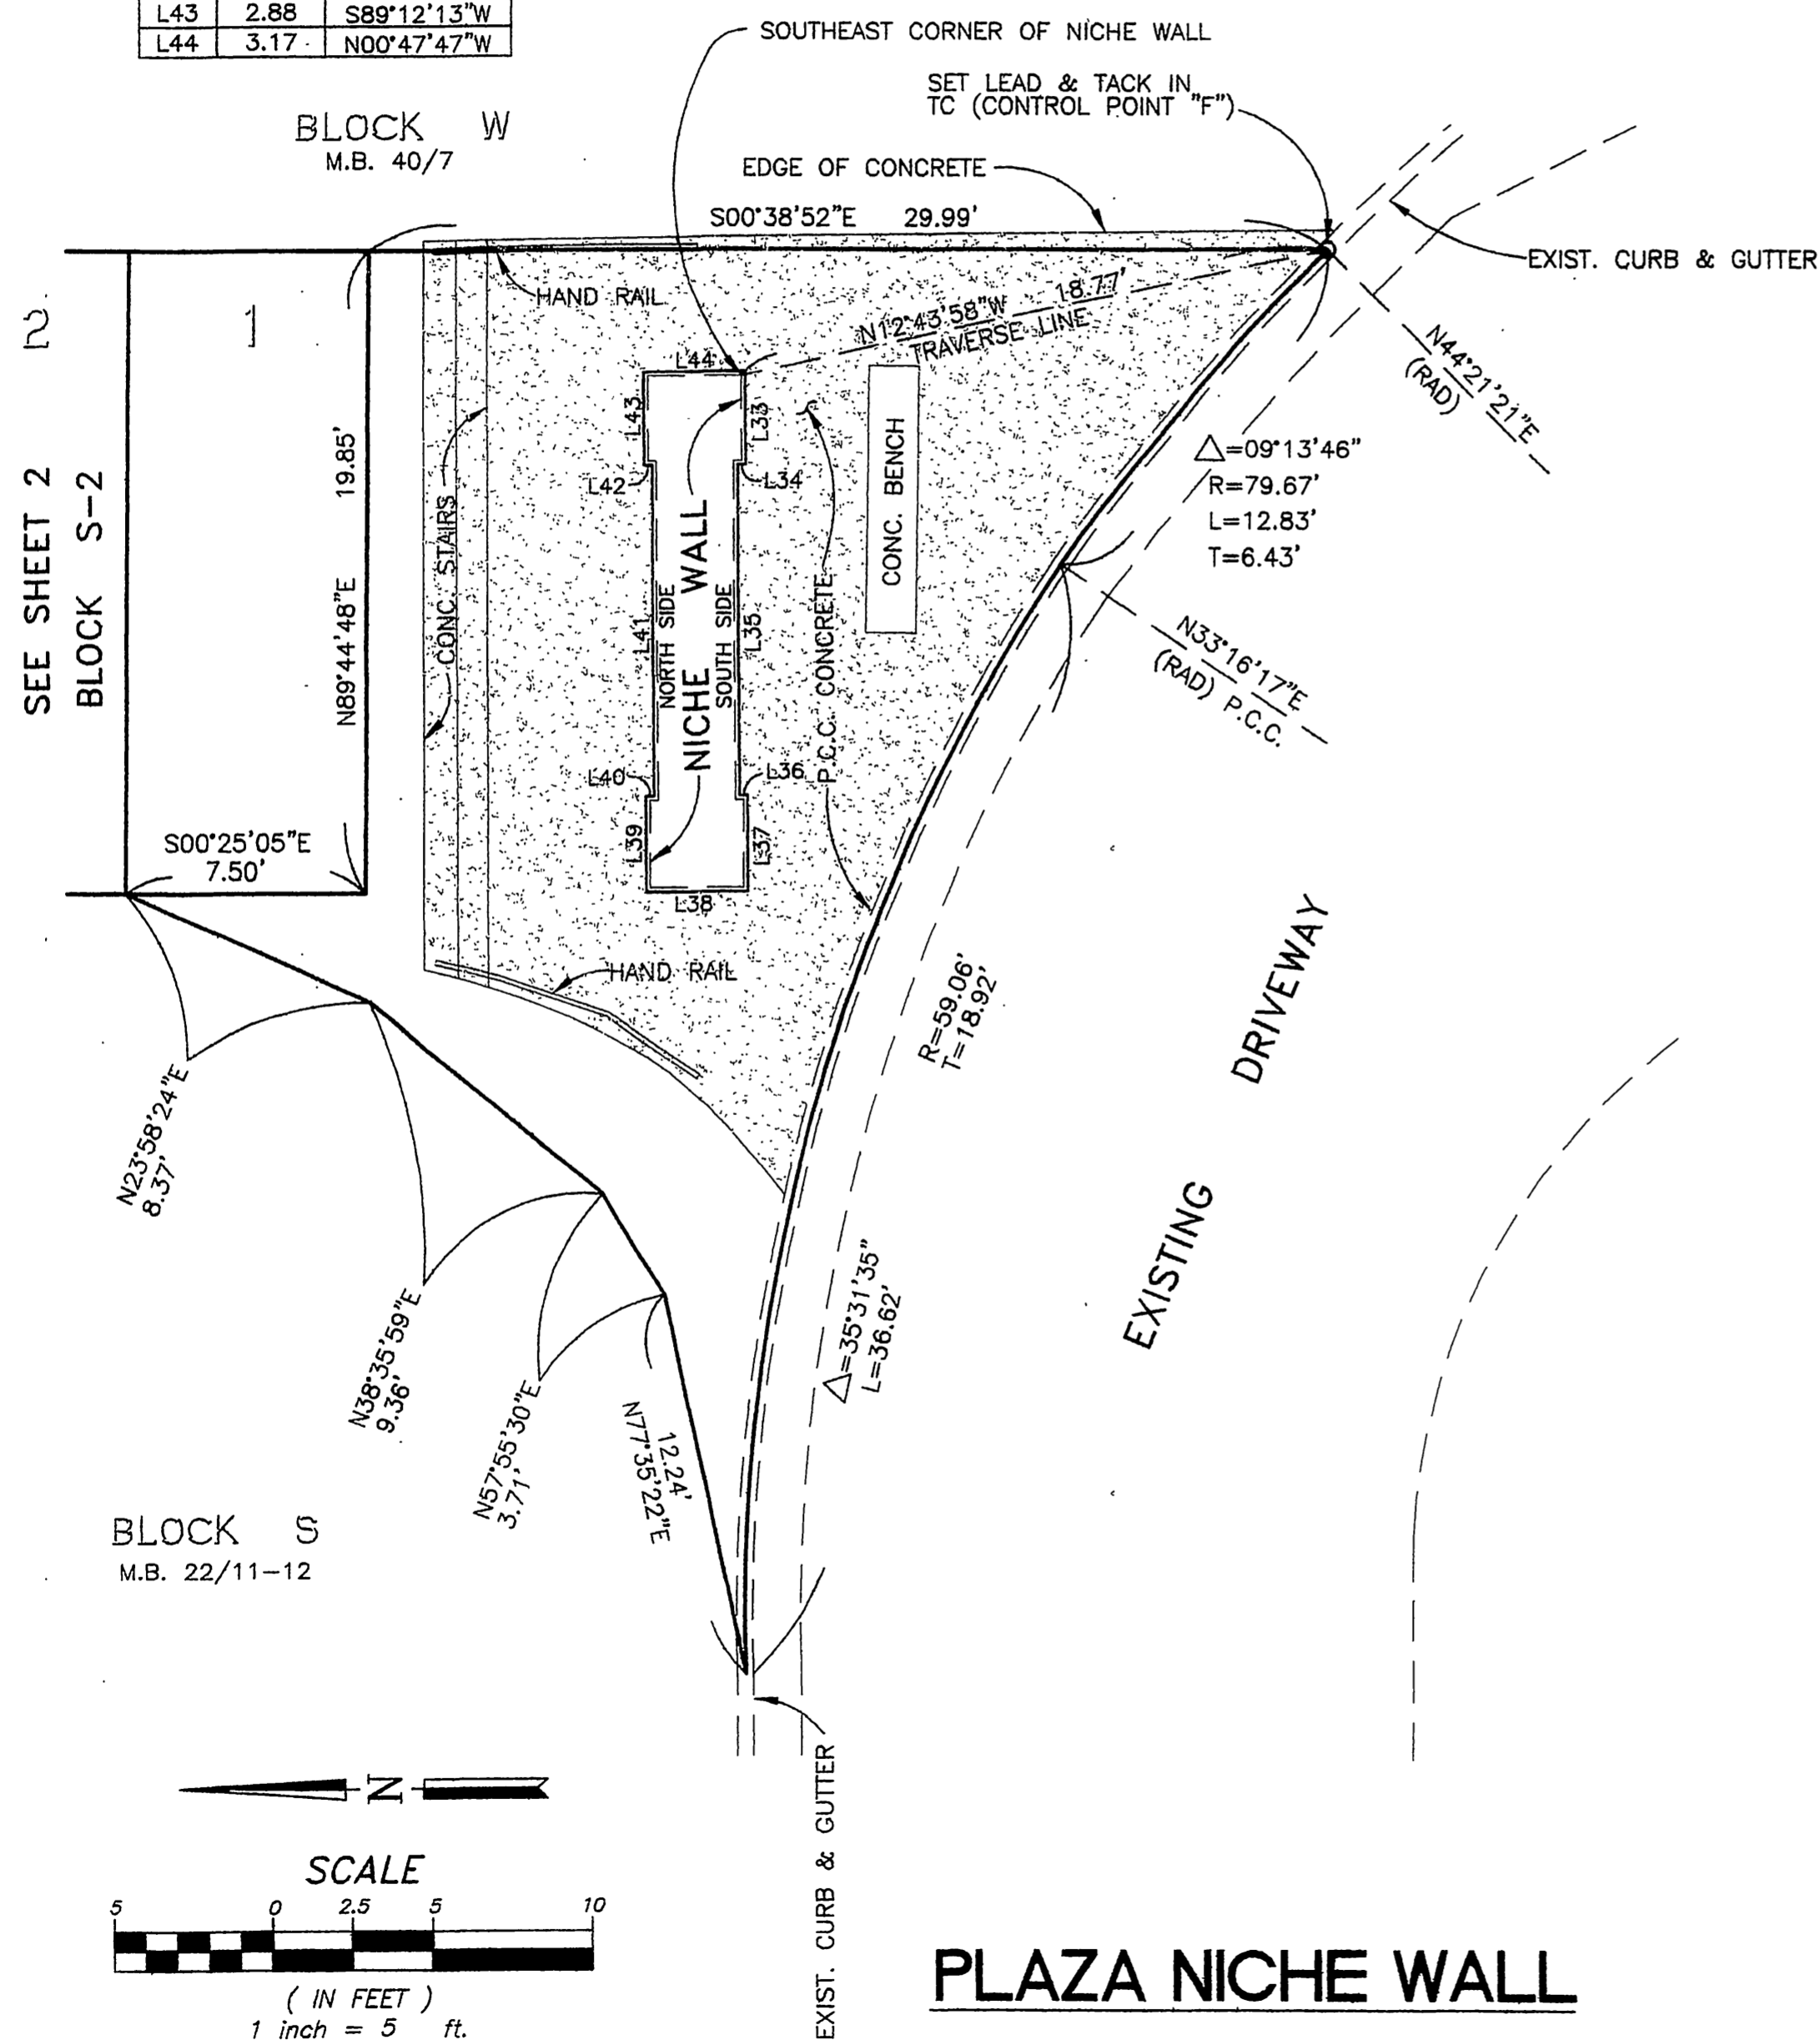 L43 2.88 S89°12'13"W
L44 3.17 N00°47'47"W
SOUTHEAST CORNER OF NICHE WALL
SET LEAD & TACK IN
TC (CONTROL POINT "F")
BLOCK W
M.B. 40/7
EDGE OF CONCRETE
S00°38'52"E 29.99'
EXIST. CURB & GUTTER
HAND RAIL
N12°43'58"W 18.77'
TRAVERSE LINE
2
1
L44
N44°21'21"E
(RAD)
L43
L33
L42
L34
CONC. BENCH
△=09°13'46"
R=79.67'
L=12.83'
T=6.43'
SEE SHEET 2
BLOCK S-2
N89°44'48"E 19.85'
CONC. STAIRS
L41
NORTH SIDE
NICHE WALL
SOUTH SIDE
L35
P.C.C. CONCRETE
N33°16'17"E
(RAD) P.C.C.
L40
L36
L39
L37
L38
S00°25'05"E
7.50'
HAND RAIL
R=59.06'
T=18.92'
EXISTING DRIVEWAY
N23°58'24"E
8.37'
N38°35'59"E
9.36'
N57°55'30"E
3.71'
12.24'
N77°35'22"E
△=35°31'35"
L=36.62'
BLOCK S
M.B. 22/11-12
N
EXIST. CURB & GUTTER
SCALE
5 0 2.5 5 10
( IN FEET )
1 inch = 5 ft.
PLAZA NICHE WALL